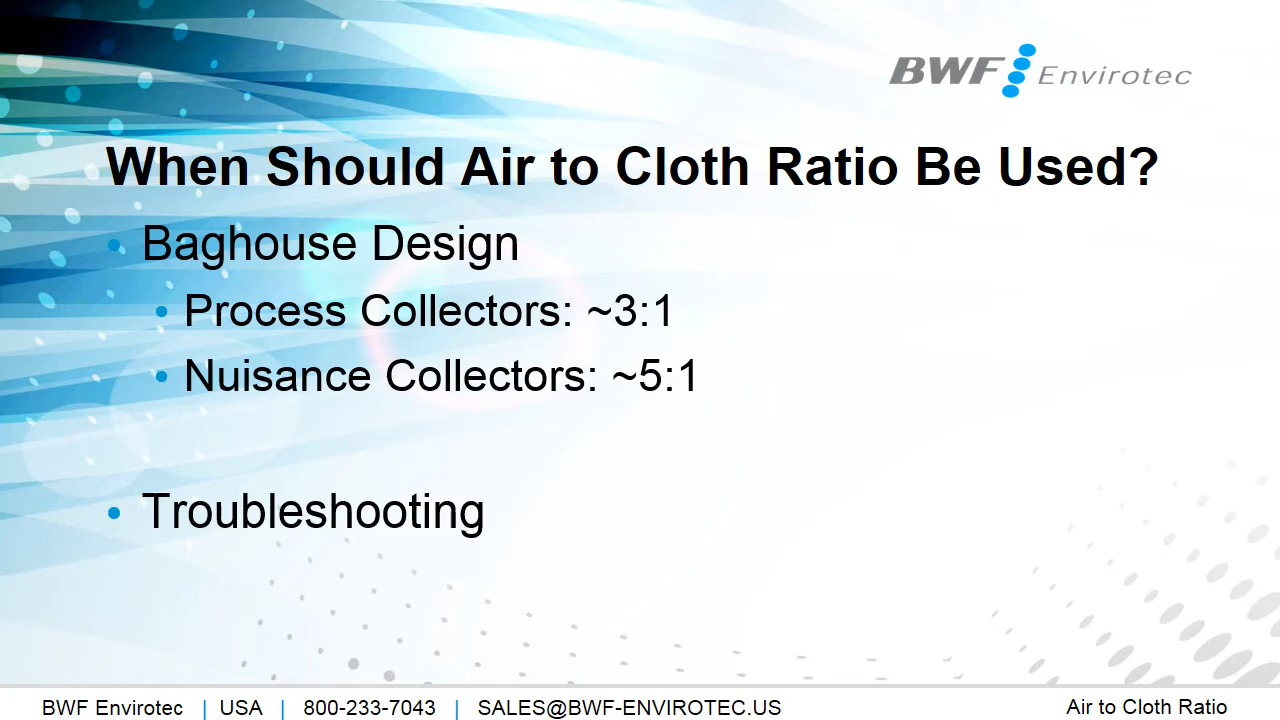 BWF Envirotec
When Should Air to Cloth Ratio Be Used?
• Baghouse Design
• Process Collectors: ~3:1
• Nuisance Collectors: ~5:1
• Troubleshooting
BWF Envirotec | USA | 800-233-7043 | SALES@BWF-ENVIROTEC.US Air to Cloth Ratio